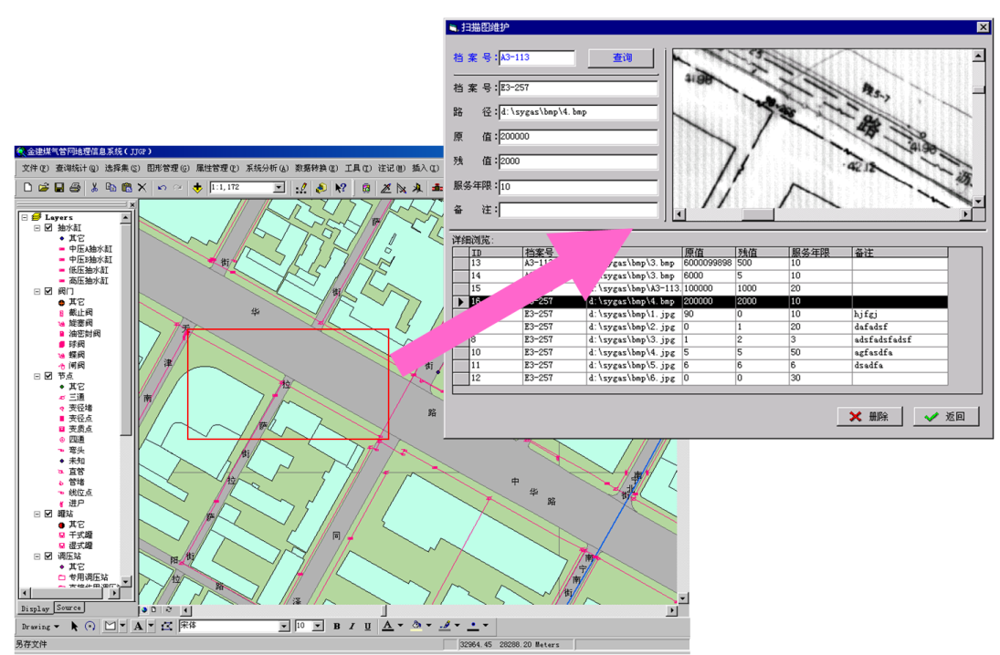 扫描图维护
档 案 号:A3-113 查询
档 案 号:E3-257
路 径:d:\sygas\bmp\4.bmp
原 值:200000
残 值:2000
服务年限:10
备 注:
4198
路
4198
42.12
详细浏览:
ID 档案号 原值 残值 服务年限 备注
13 A3-113 d:\sygas\bmp\3.bmp 6000099898 500 10
14 \sygas\bmp\3.bmp 6000 5 10
15 d:\sygas\bmp\A3-113. 100000 1000 20
16 E3-257 d:\sygas\bmp\4.bmp 200000 2000 10
E3-257 d:\sygas\bmp\1.jpg 90 0 10 hjfgj
E3-257 d:\sygas\bmp\2.jpg 0 1 20 dafadsf
8 E3-257 d:\sygas\bmp\3.jpg 1 2 3 adsfadsfadsf
10 E3-257 d:\sygas\bmp\4.jpg 5 5 50 agfasdfa
11 E3-257 d:\sygas\bmp\5.jpg 6 6 6 dsadfa
12 E3-257 d:\sygas\bmp\6.jpg 0 0 30
删除 返回
金建煤气管网地理信息系统(JJGP)
文件(F) 查询统计(Q) 选择集(S) 图形管理(G) 属性管理(P) 系统分析(A) 数据转换(E) 工具(T) 注记(M) 插入(I)
1:1,172
Layers
抽水缸
其它
中压A抽水缸
中压B抽水缸
低压抽水缸
高压抽水缸
阀门
其它
截止阀
旋塞阀
油密封阀
球阀
蝶阀
闸阀
节点
其它
三通
变径堵
变径点
变质点
四通
弯头
未知
直管
管堵
线位点
进户
罐站
其它
干式罐
湿式罐
调压站
其它
专用调压站
Display Source
萨
街
街
华
天
津
南
街
拉
路
萨
街
拉
中
华
路
南
北
街
萨
同
街
阳
拉
路
泽
南
宁
南
街
Drawing A 宋体 10 B I U A
另存文件 32964.45 28288.20 Meters